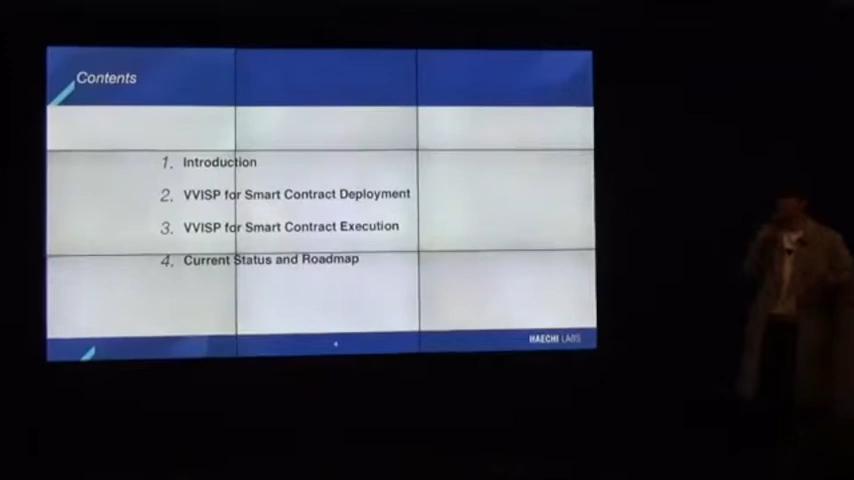 Contents
1. Introduction
2. VVISP for Smart Contract Deployment
3. VVISP for Smart Contract Execution
4. Current Status and Roadmap
HAECHI LABS